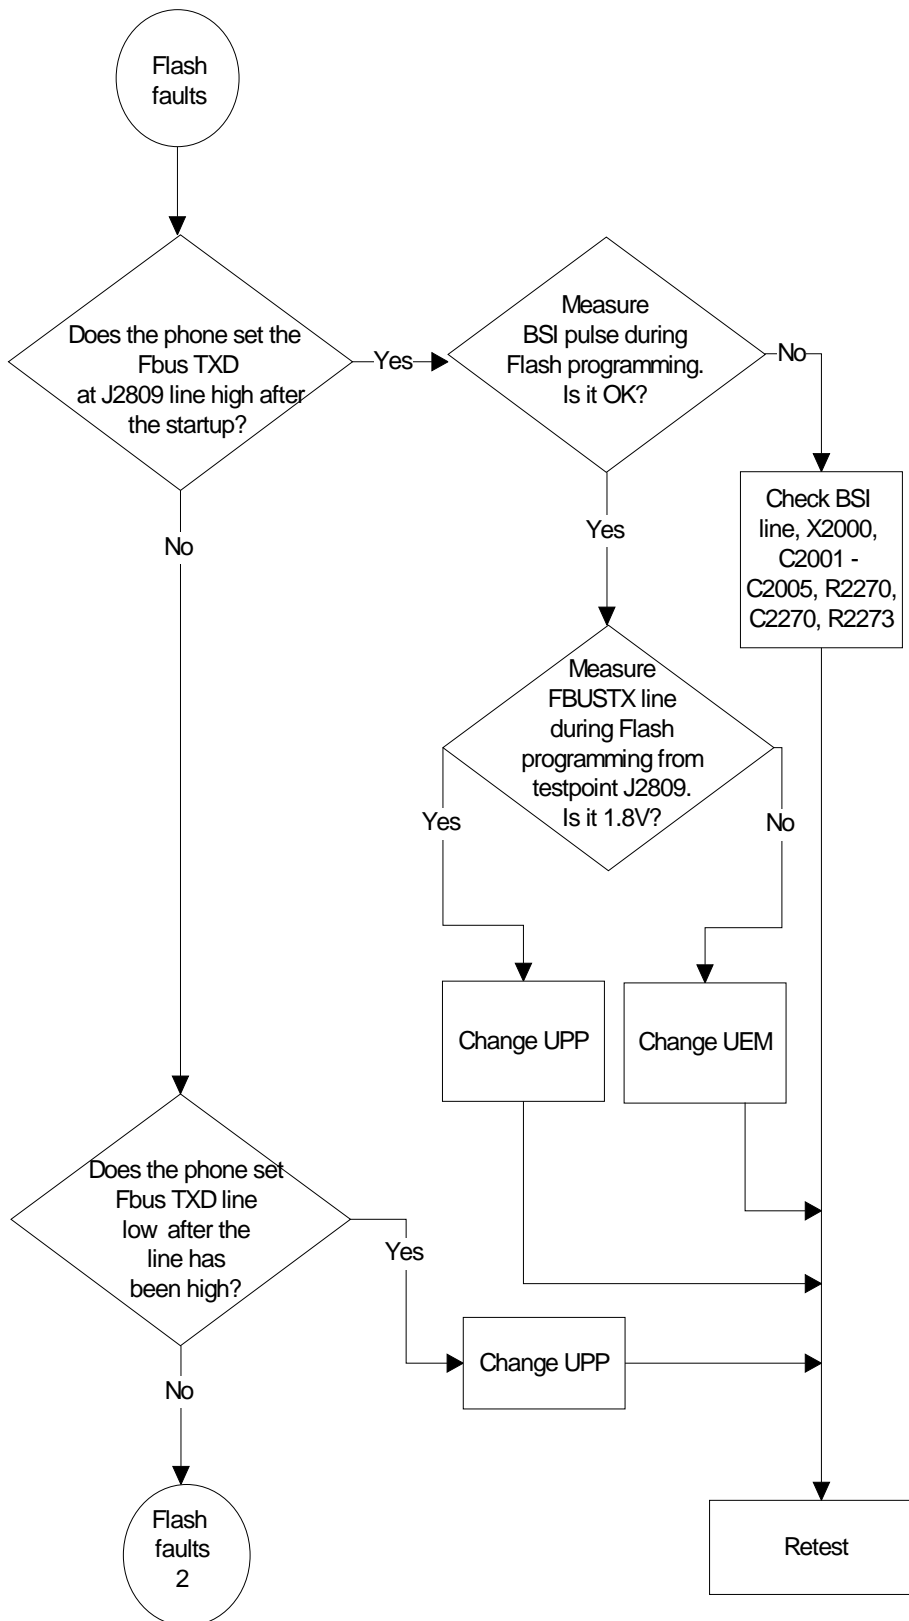 Flash
faults
Does the phone set the
Fbus TXD
at J2809 line high after
the startup?
Yes
Measure
BSI pulse during
Flash programming.
Is it OK?
No
Check BSI
line, X2000,
C2001 -
C2005, R2270,
C2270, R2273
No
Yes
Measure
FBUSTX line
during Flash
programming from
testpoint J2809.
Is it 1.8V?
Yes
No
Change UPP
Change UEM
Does the phone set
Fbus TXD line
low after the
line has
been high?
Yes
Change UPP
No
Flash
faults
2
Retest